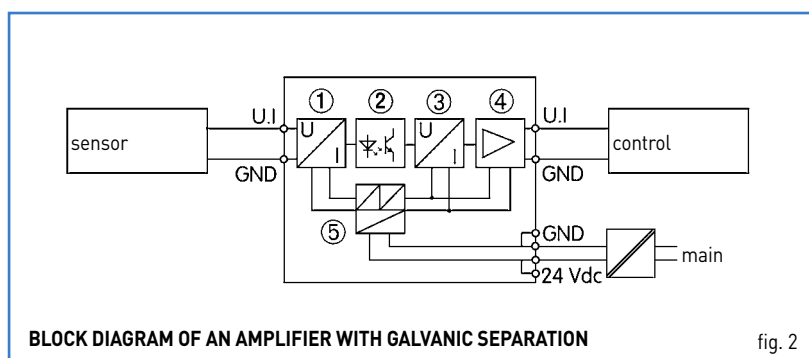 ① ② ③ ④
U.I U I U I U.I
sensor control
GND GND
⑤
GND
main
24 Vdc
BLOCK DIAGRAM OF AN AMPLIFIER WITH GALVANIC SEPARATION fig. 2